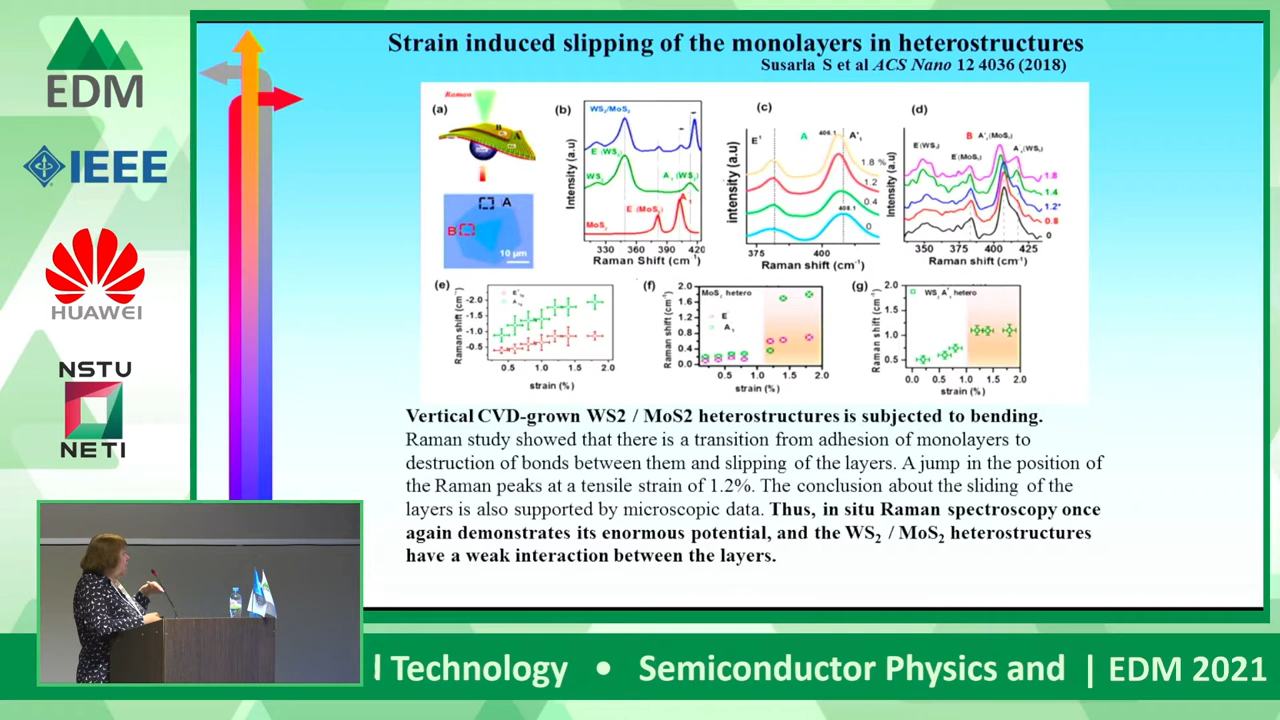 EDM
IEEE
HUAWEI
NSTU
NETI
Strain induced slipping of the monolayers in heterostructures
Susarla S et al ACS Nano 12 4036 (2018)
(a)
Raman
B
A
A
B
10 μm
(b)
WS2/MoS2
E (WS2)
A1 (WS2)
E (MoS2)
MoS2
Intensity (a.u)
330 360 390 420
Raman Shift (cm-1)
(c)
E'
A
406.1
A'1
1.8 %
1.2
0.4
0
408.1
intensity (a.u)
375 400
Raman shift (cm-1)
(d)
B
A'1(MoS2)
E (WS2)
E (MoS2)
A'1(WS2)
1.8
1.4
1.2*
0.8
0
Intensity (a.u)
350 375 400 425
Raman shift (cm-1)
(e)
-2.0
-1.0
-0.5
Raman shift (cm-1)
0.5 1.0 1.5 2.0
strain (%)
(f)
MoS2 hetero
E'
A'1
2.0
1.6
1.2
0.8
0.4
0.0
Raman shift (cm-1)
0.5 1.0 1.5 2.0
strain (%)
(g)
WS2 A'1 hetero
2.0
1.5
1.0
0.5
Raman shift (cm-1)
0.0 0.5 1.0 1.5 2.0
strain (%)
Vertical CVD-grown WS2 / MoS2 heterostructures is subjected to bending.
Raman study showed that there is a transition from adhesion of monolayers to
destruction of bonds between them and slipping of the layers. A jump in the position of
the Raman peaks at a tensile strain of 1.2%. The conclusion about the sliding of the
layers is also supported by microscopic data. Thus, in situ Raman spectroscopy once
again demonstrates its enormous potential, and the WS2 / MoS2 heterostructures
have a weak interaction between the layers.
d Technology • Semiconductor Physics and | EDM 2021